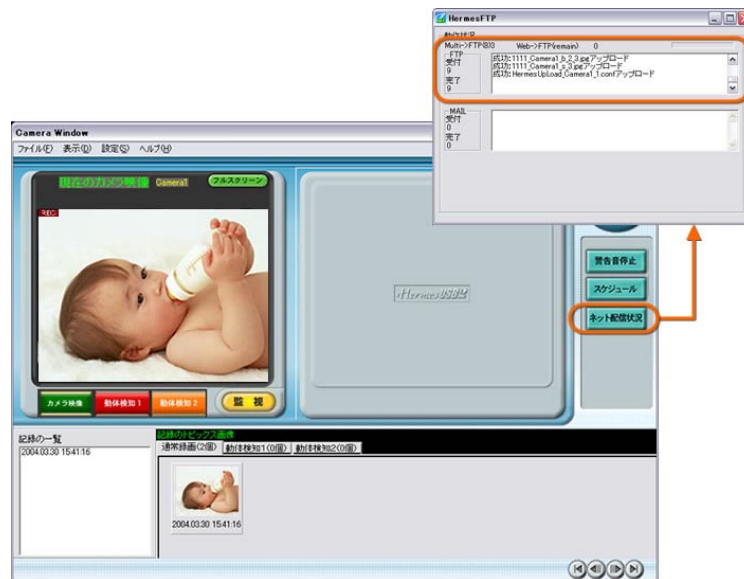 HermesFTP
動作状況
Multi->FTP(8)3 Web->FTP(remain) 0
FTP
受付
9
完了
9
成功: 1111_Camera1_b_2_3.jpgアップロード
成功: 1111_Camera1_s_3.jpgアップロード
成功: HermesUpLoad_Camera1_1.confアップロード
MAIL
受付
0
完了
0
Camera Window
ファイル(F) 表示(D) 設定(S) ヘルプ(H)
現在のカメラ映像 Camera1 フルスクリーン
REC
HermesUSB2
警告音停止
スケジュール
ネット配信状況
カメラ映像 動体検知1 動体検知2 監視
記録の一覧
2004.03.30 15:41:16
記録のトピックス画像
通常録画(2個) 動体検知1(0個) 動体検知2(0個)
2004.03.30 15:41:16